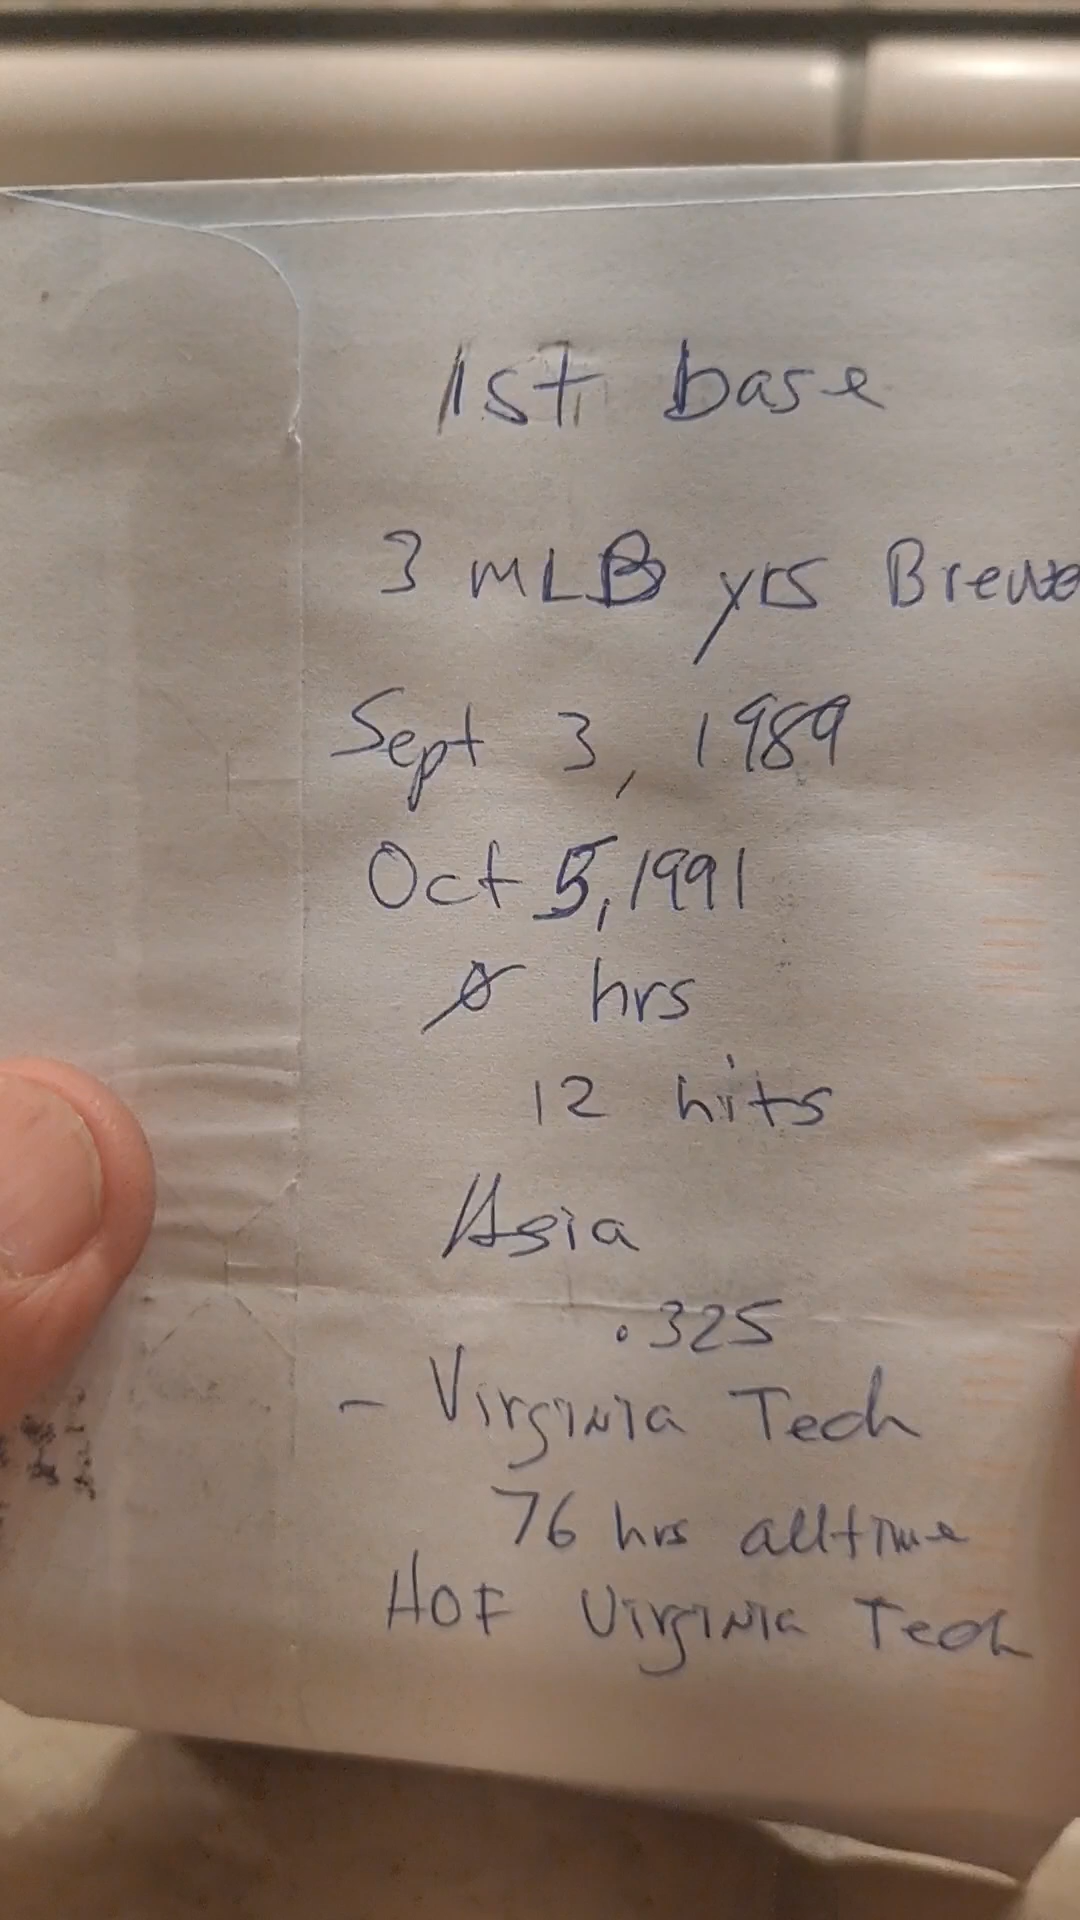 1st base
3 MLB yrs Brewe
Sept 3, 1989
Oct 5, 1991
0 hrs
12 hits
Asia
.325
- Virginia Tech
76 hrs alltime
HOF Virginia Tech